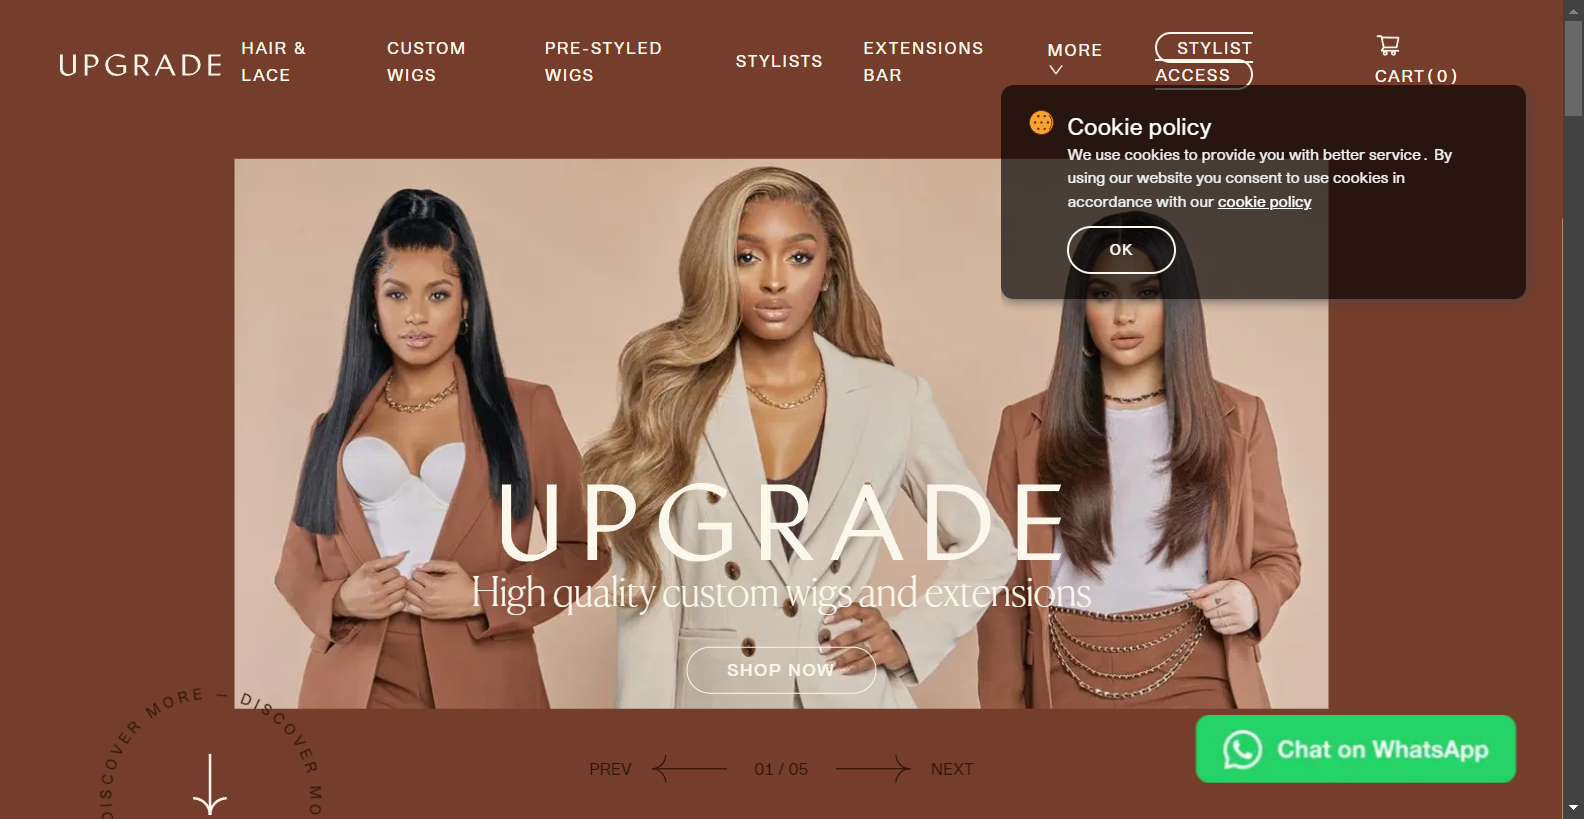 UPGRADE
HAIR &
LACE
CUSTOM
WIGS
PRE-STYLED
WIGS
STYLISTS
EXTENSIONS
BAR
MORE
STYLIST
ACCESS
CART(0)
Cookie policy
We use cookies to provide you with better service. By
using our website you consent to use cookies in
accordance with our cookie policy
OK
UPGRADE
High quality custom wigs and extensions
SHOP NOW
DISCOVER MORE — DISCOVER MO
PREV
01 / 05
NEXT
Chat on WhatsApp